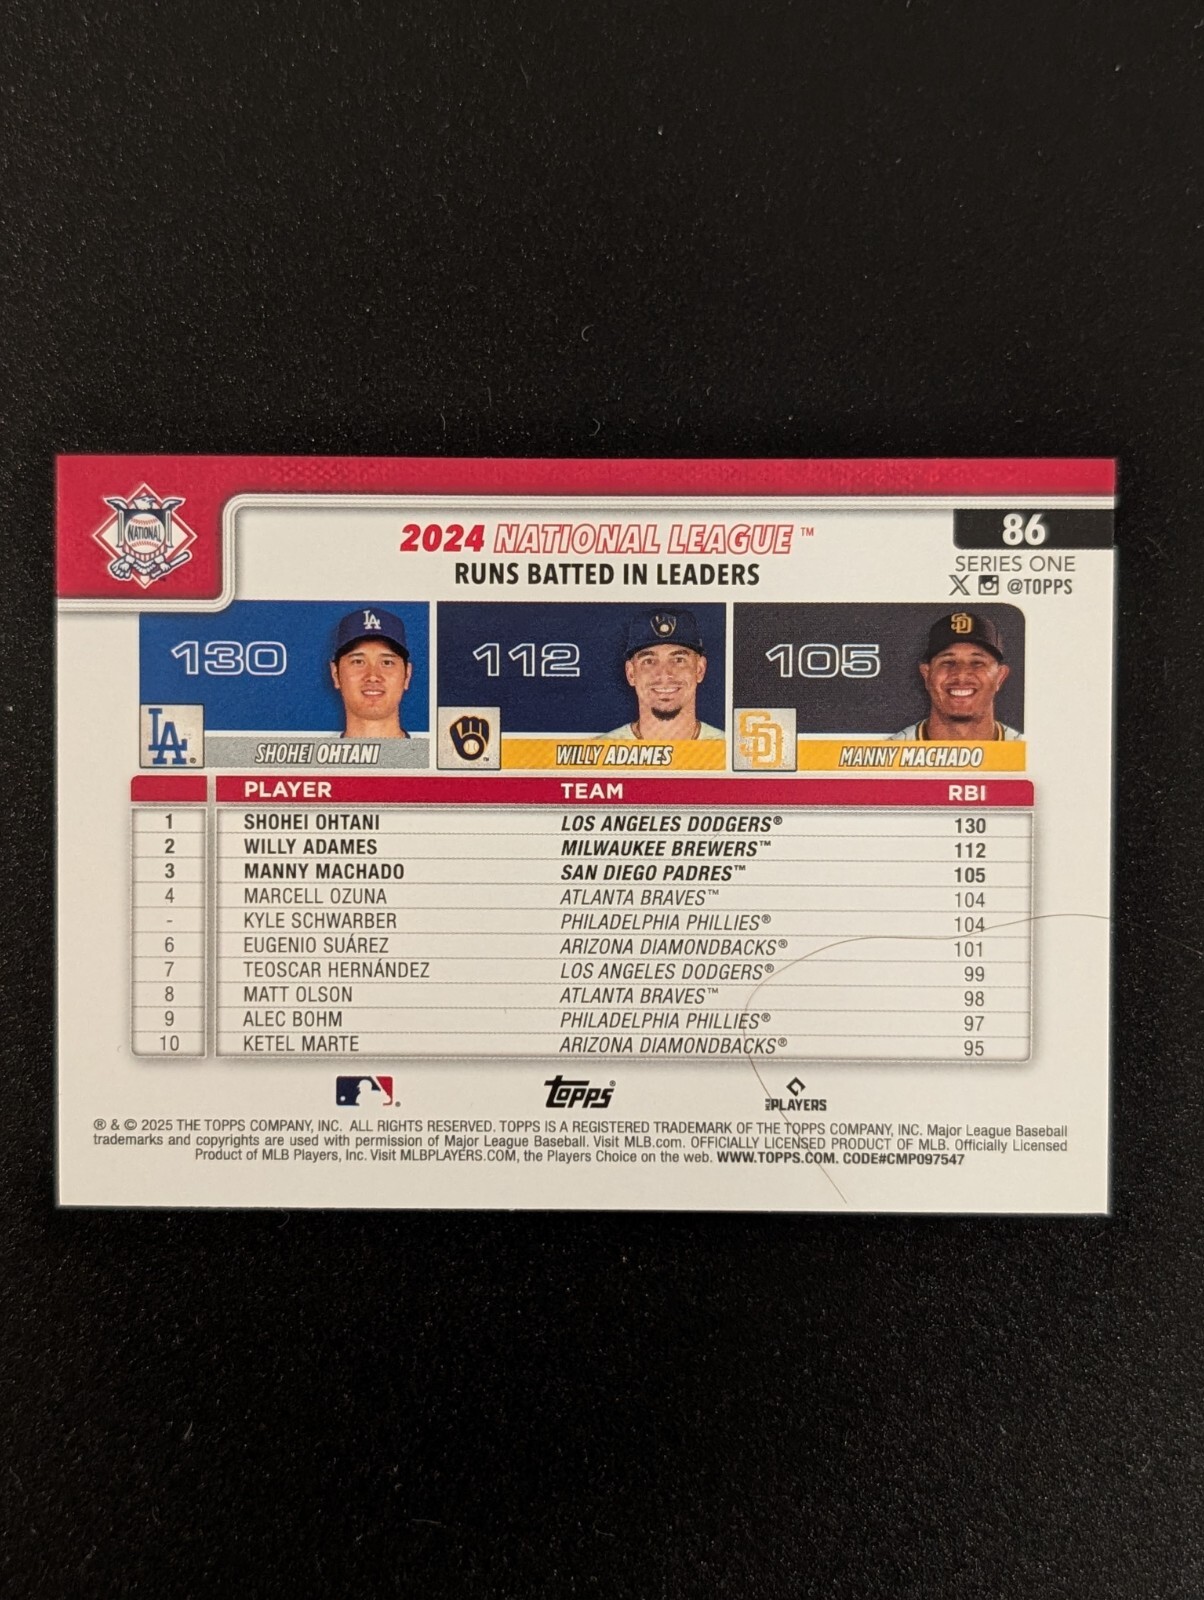 NATIONAL
2024 NATIONAL LEAGUE™
RUNS BATTED IN LEADERS
86
SERIES ONE
X @TOPPS
130
LA
LA®
SHOHEI OHTANI
112
WILLY ADAMES
105
SD
SD
MANNY MACHADO
PLAYER TEAM RBI
1 SHOHEI OHTANI LOS ANGELES DODGERS® 130
2 WILLY ADAMES MILWAUKEE BREWERS™ 112
3 MANNY MACHADO SAN DIEGO PADRES™ 105
4 MARCELL OZUNA ATLANTA BRAVES™ 104
- KYLE SCHWARBER PHILADELPHIA PHILLIES® 104
6 EUGENIO SUÁREZ ARIZONA DIAMONDBACKS® 101
7 TEOSCAR HERNÁNDEZ LOS ANGELES DODGERS® 99
8 MATT OLSON ATLANTA BRAVES™ 98
9 ALEC BOHM PHILADELPHIA PHILLIES® 97
10 KETEL MARTE ARIZONA DIAMONDBACKS® 95
topps® MLB PLAYERS
® & © 2025 THE TOPPS COMPANY, INC. ALL RIGHTS RESERVED. TOPPS IS A REGISTERED TRADEMARK OF THE TOPPS COMPANY, INC. Major League Baseball
trademarks and copyrights are used with permission of Major League Baseball. Visit MLB.com. OFFICIALLY LICENSED PRODUCT OF MLB. Officially Licensed
Product of MLB Players, Inc. Visit MLBPLAYERS.COM, the Players Choice on the web. WWW.TOPPS.COM. CODE#CMP097547